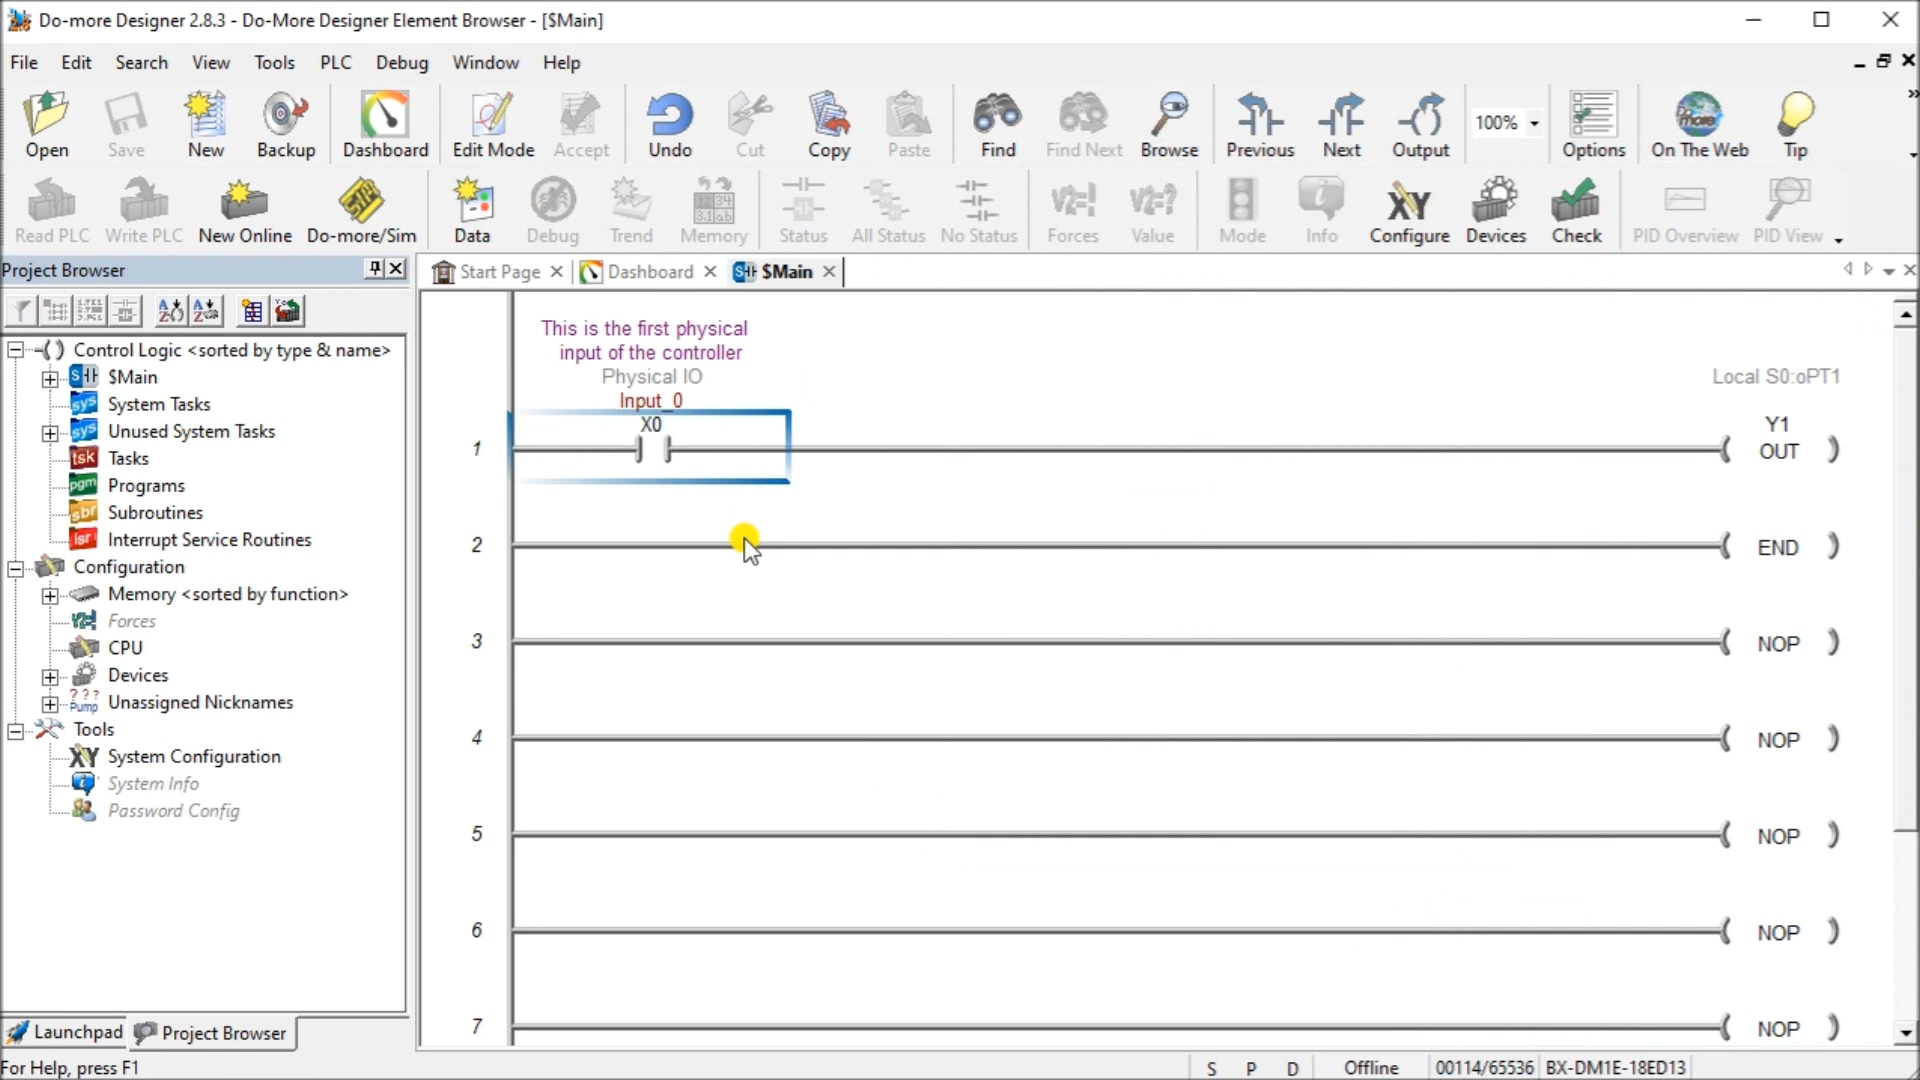 Do-more Designer 2.8.3 - Do-More Designer Element Browser - [$Main]
File Edit Search View Tools PLC Debug Window Help
Open Save New Backup Dashboard Edit Mode Accept Undo Cut Copy Paste Find Find Next Browse Previous Next Output 100% Options On The Web Tip
Read PLC Write PLC New Online Do-more/Sim Data Debug Trend Memory Status All Status No Status Forces Value Mode Info Configure Devices Check PID Overview PID View
Project Browser
Start Page Dashboard $Main
Control Logic <sorted by type & name>
$Main
System Tasks
Unused System Tasks
Tasks
Programs
Subroutines
Interrupt Service Routines
Configuration
Memory <sorted by function>
Forces
CPU
Devices
Unassigned Nicknames
Tools
System Configuration
System Info
Password Config
This is the first physical
input of the controller
Physical IO
Input_0
X0
Local S0:oPT1
Y1
1 OUT
2 END
3 NOP
4 NOP
5 NOP
6 NOP
7 NOP
Launchpad Project Browser
For Help, press F1
S P D Offline 00114/65536 BX-DM1E-18ED13